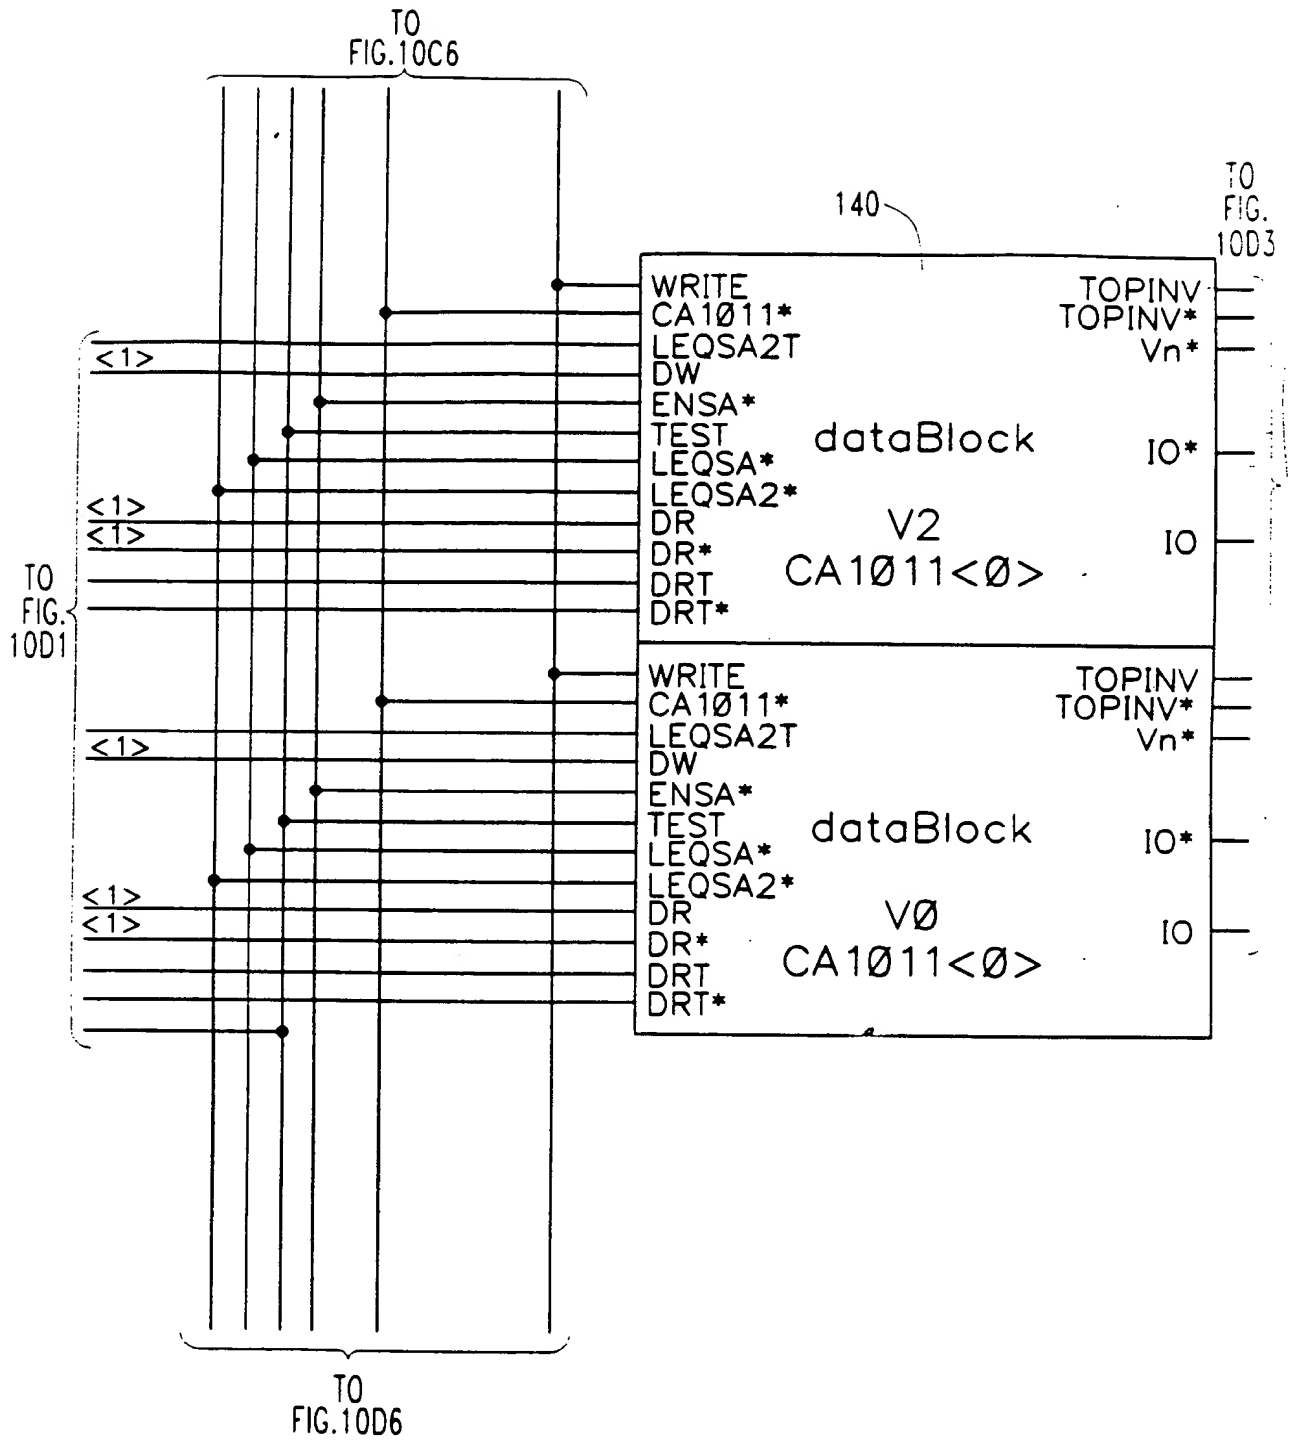 TO
FIG.10C6
TO
FIG.
10D3
140
WRITE
CA1Ø11*
LEQSA2T
<1>
DW
ENSA*
TEST
LEQSA*
LEQSA2*
<1>
DR
<1>
DR*
DRT
DRT*
TOPINV
TOPINV*
Vn*
dataBlock
IO*
V2
IO
CA1Ø11<Ø>
TO
FIG.
10D1
WRITE
CA1Ø11*
LEQSA2T
<1>
DW
ENSA*
TEST
LEQSA*
LEQSA2*
<1>
DR
<1>
DR*
DRT
DRT*
TOPINV
TOPINV*
Vn*
dataBlock
IO*
VØ
IO
CA1Ø11<Ø>
TO
FIG.10D6